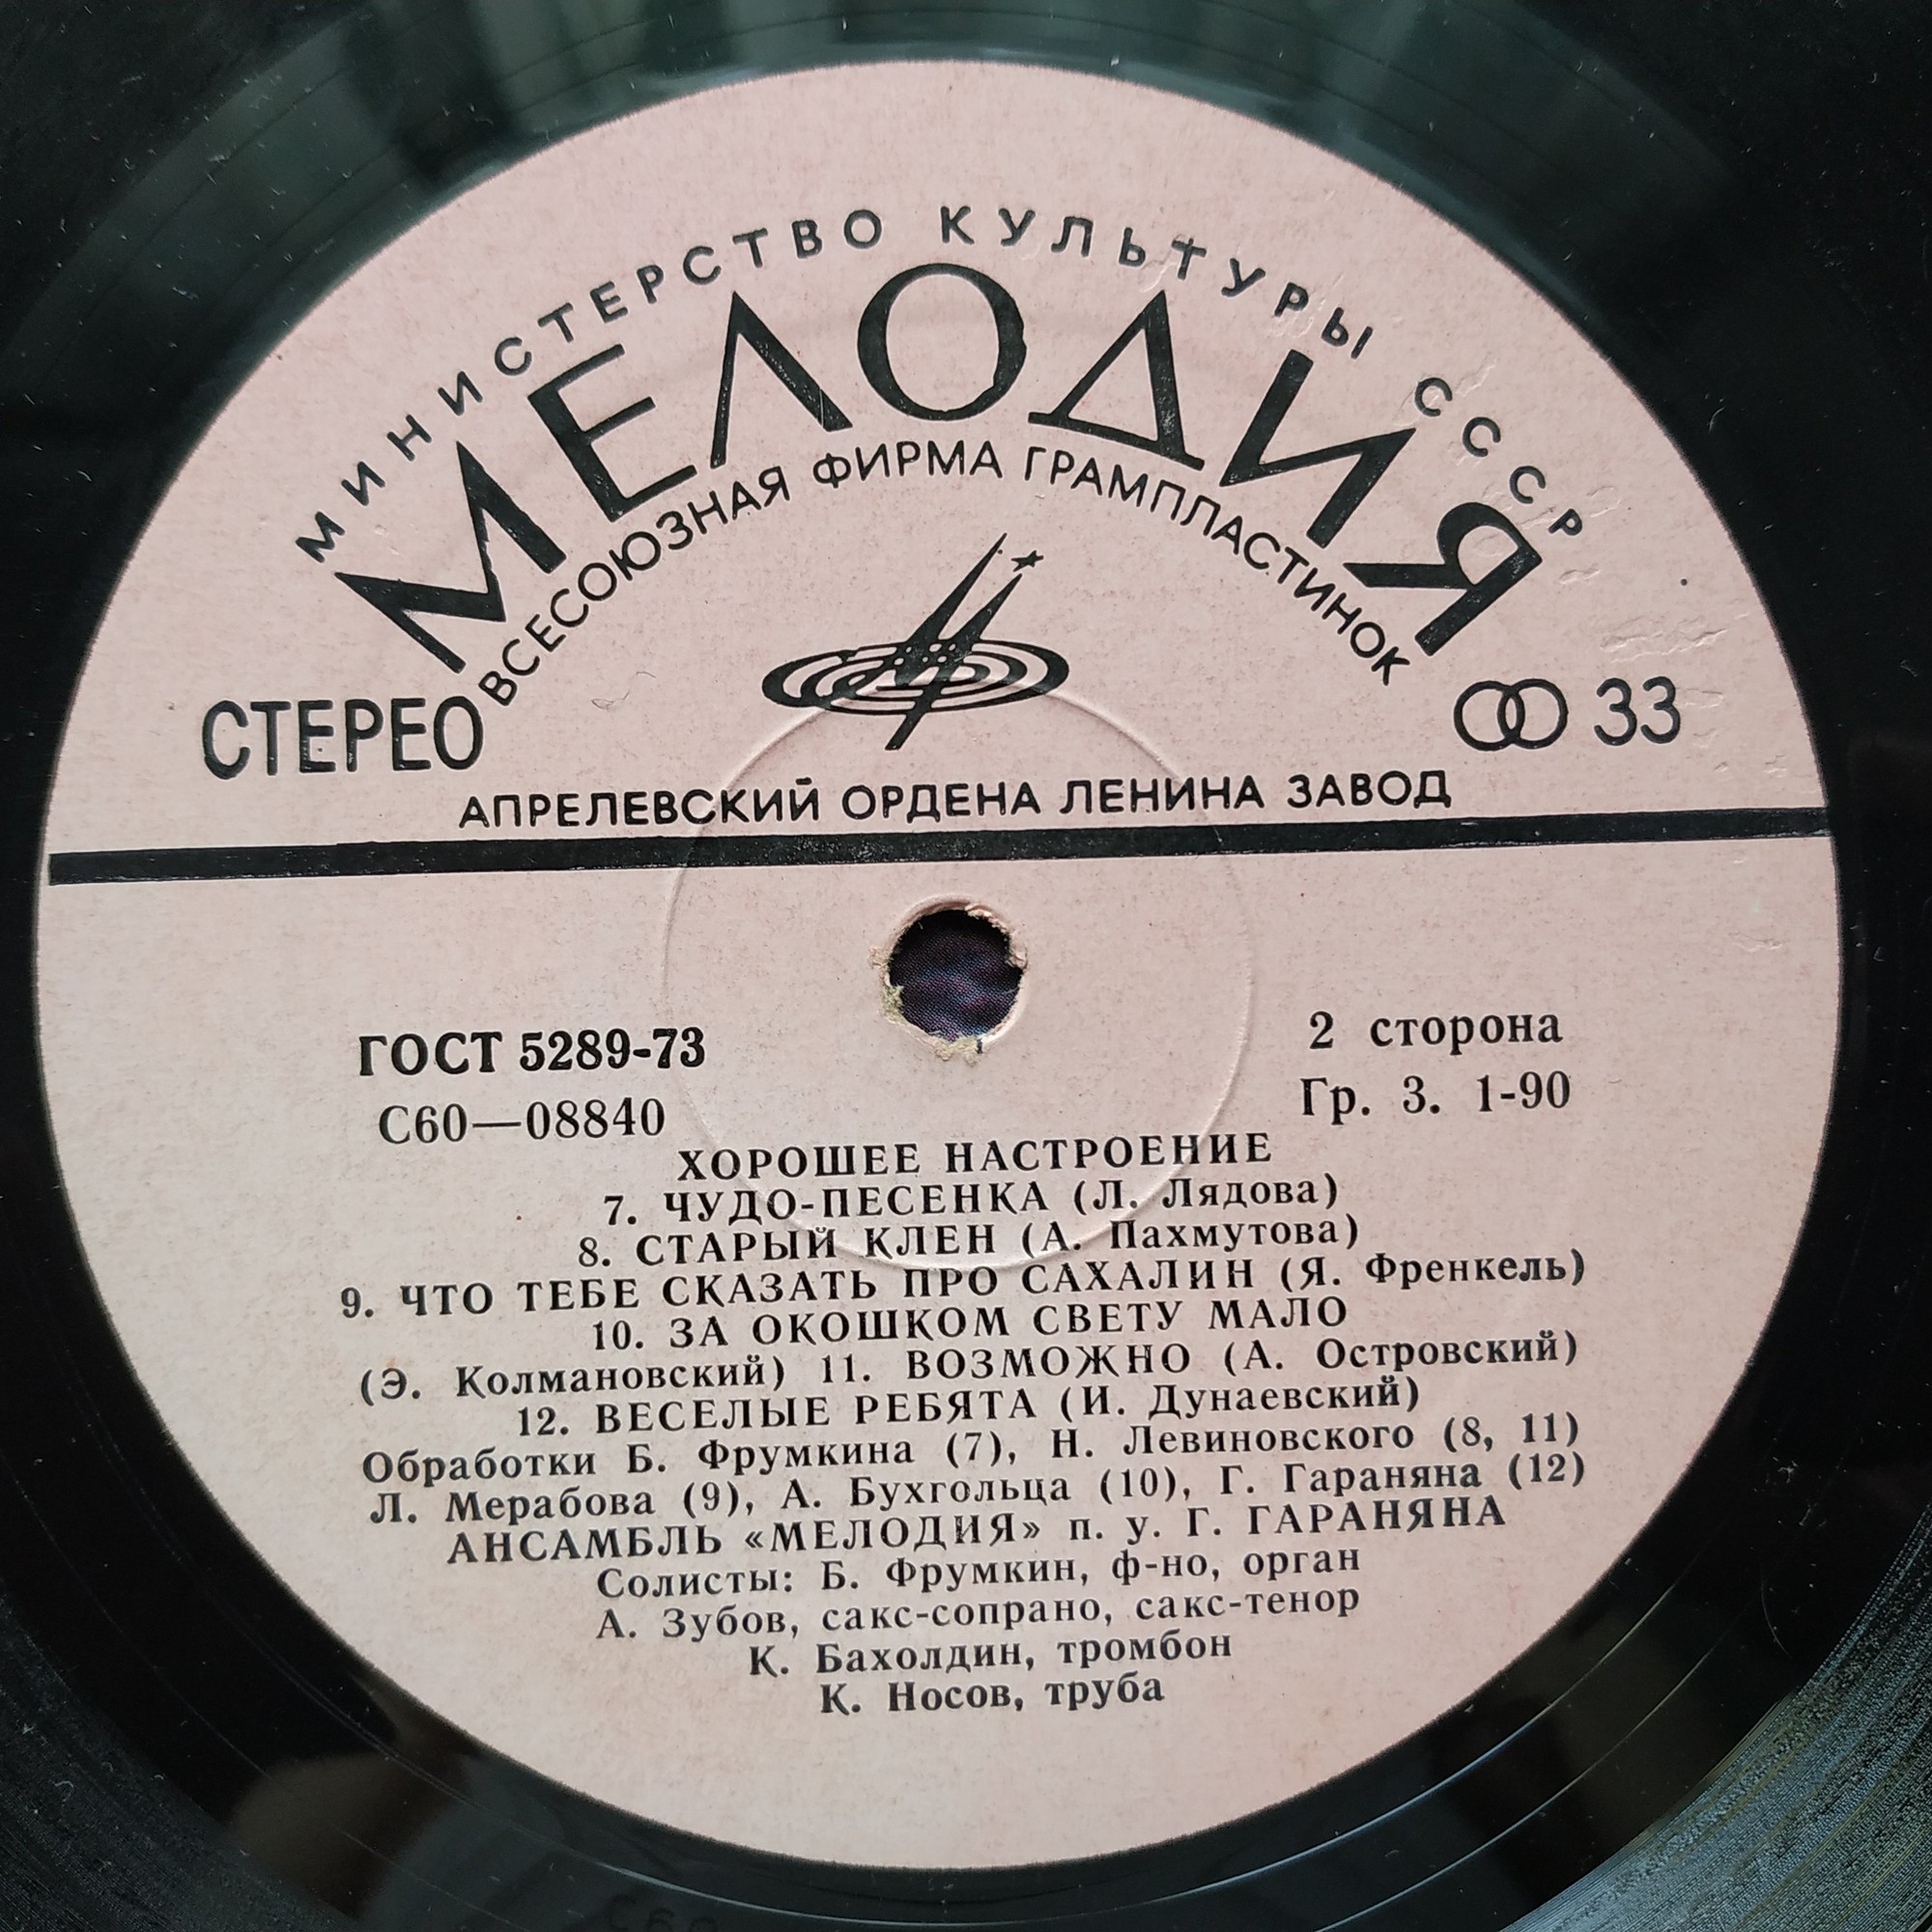 МИНИСТЕРСТВО КУЛЬТУРЫ СССР
МЕЛОДИЯ
ВСЕСОЮЗНАЯ ФИРМА ГРАМПЛАСТИНОК
СТЕРЕО
33
АПРЕЛЕВСКИЙ ОРДЕНА ЛЕНИНА ЗАВОД
ГОСТ 5289-73
2 сторона
С60—08840
Гр. 3. 1-90
ХОРОШЕЕ НАСТРОЕНИЕ
7. ЧУДО-ПЕСЕНКА (Л. Лядова)
8. СТАРЫЙ КЛЕН (А. Пахмутова)
9. ЧТО ТЕБЕ СКАЗАТЬ ПРО САХАЛИН (Я. Френкель)
10. ЗА ОКОШКОМ СВЕТУ МАЛО
(Э. Колмановский) 11. ВОЗМОЖНО (А. Островский)
12. ВЕСЕЛЫЕ РЕБЯТА (И. Дунаевский)
Обработки Б. Фрумкина (7), Н. Левиновского (8, 11)
Л. Мерабова (9), А. Бухгольца (10), Г. Гараняна (12)
АНСАМБЛЬ «МЕЛОДИЯ» п. у. Г. ГАРАНЯНА
Солисты: Б. Фрумкин, ф-но, орган
А. Зубов, сакс-сопрано, сакс-тенор
К. Бахолдин, тромбон
К. Носов, труба